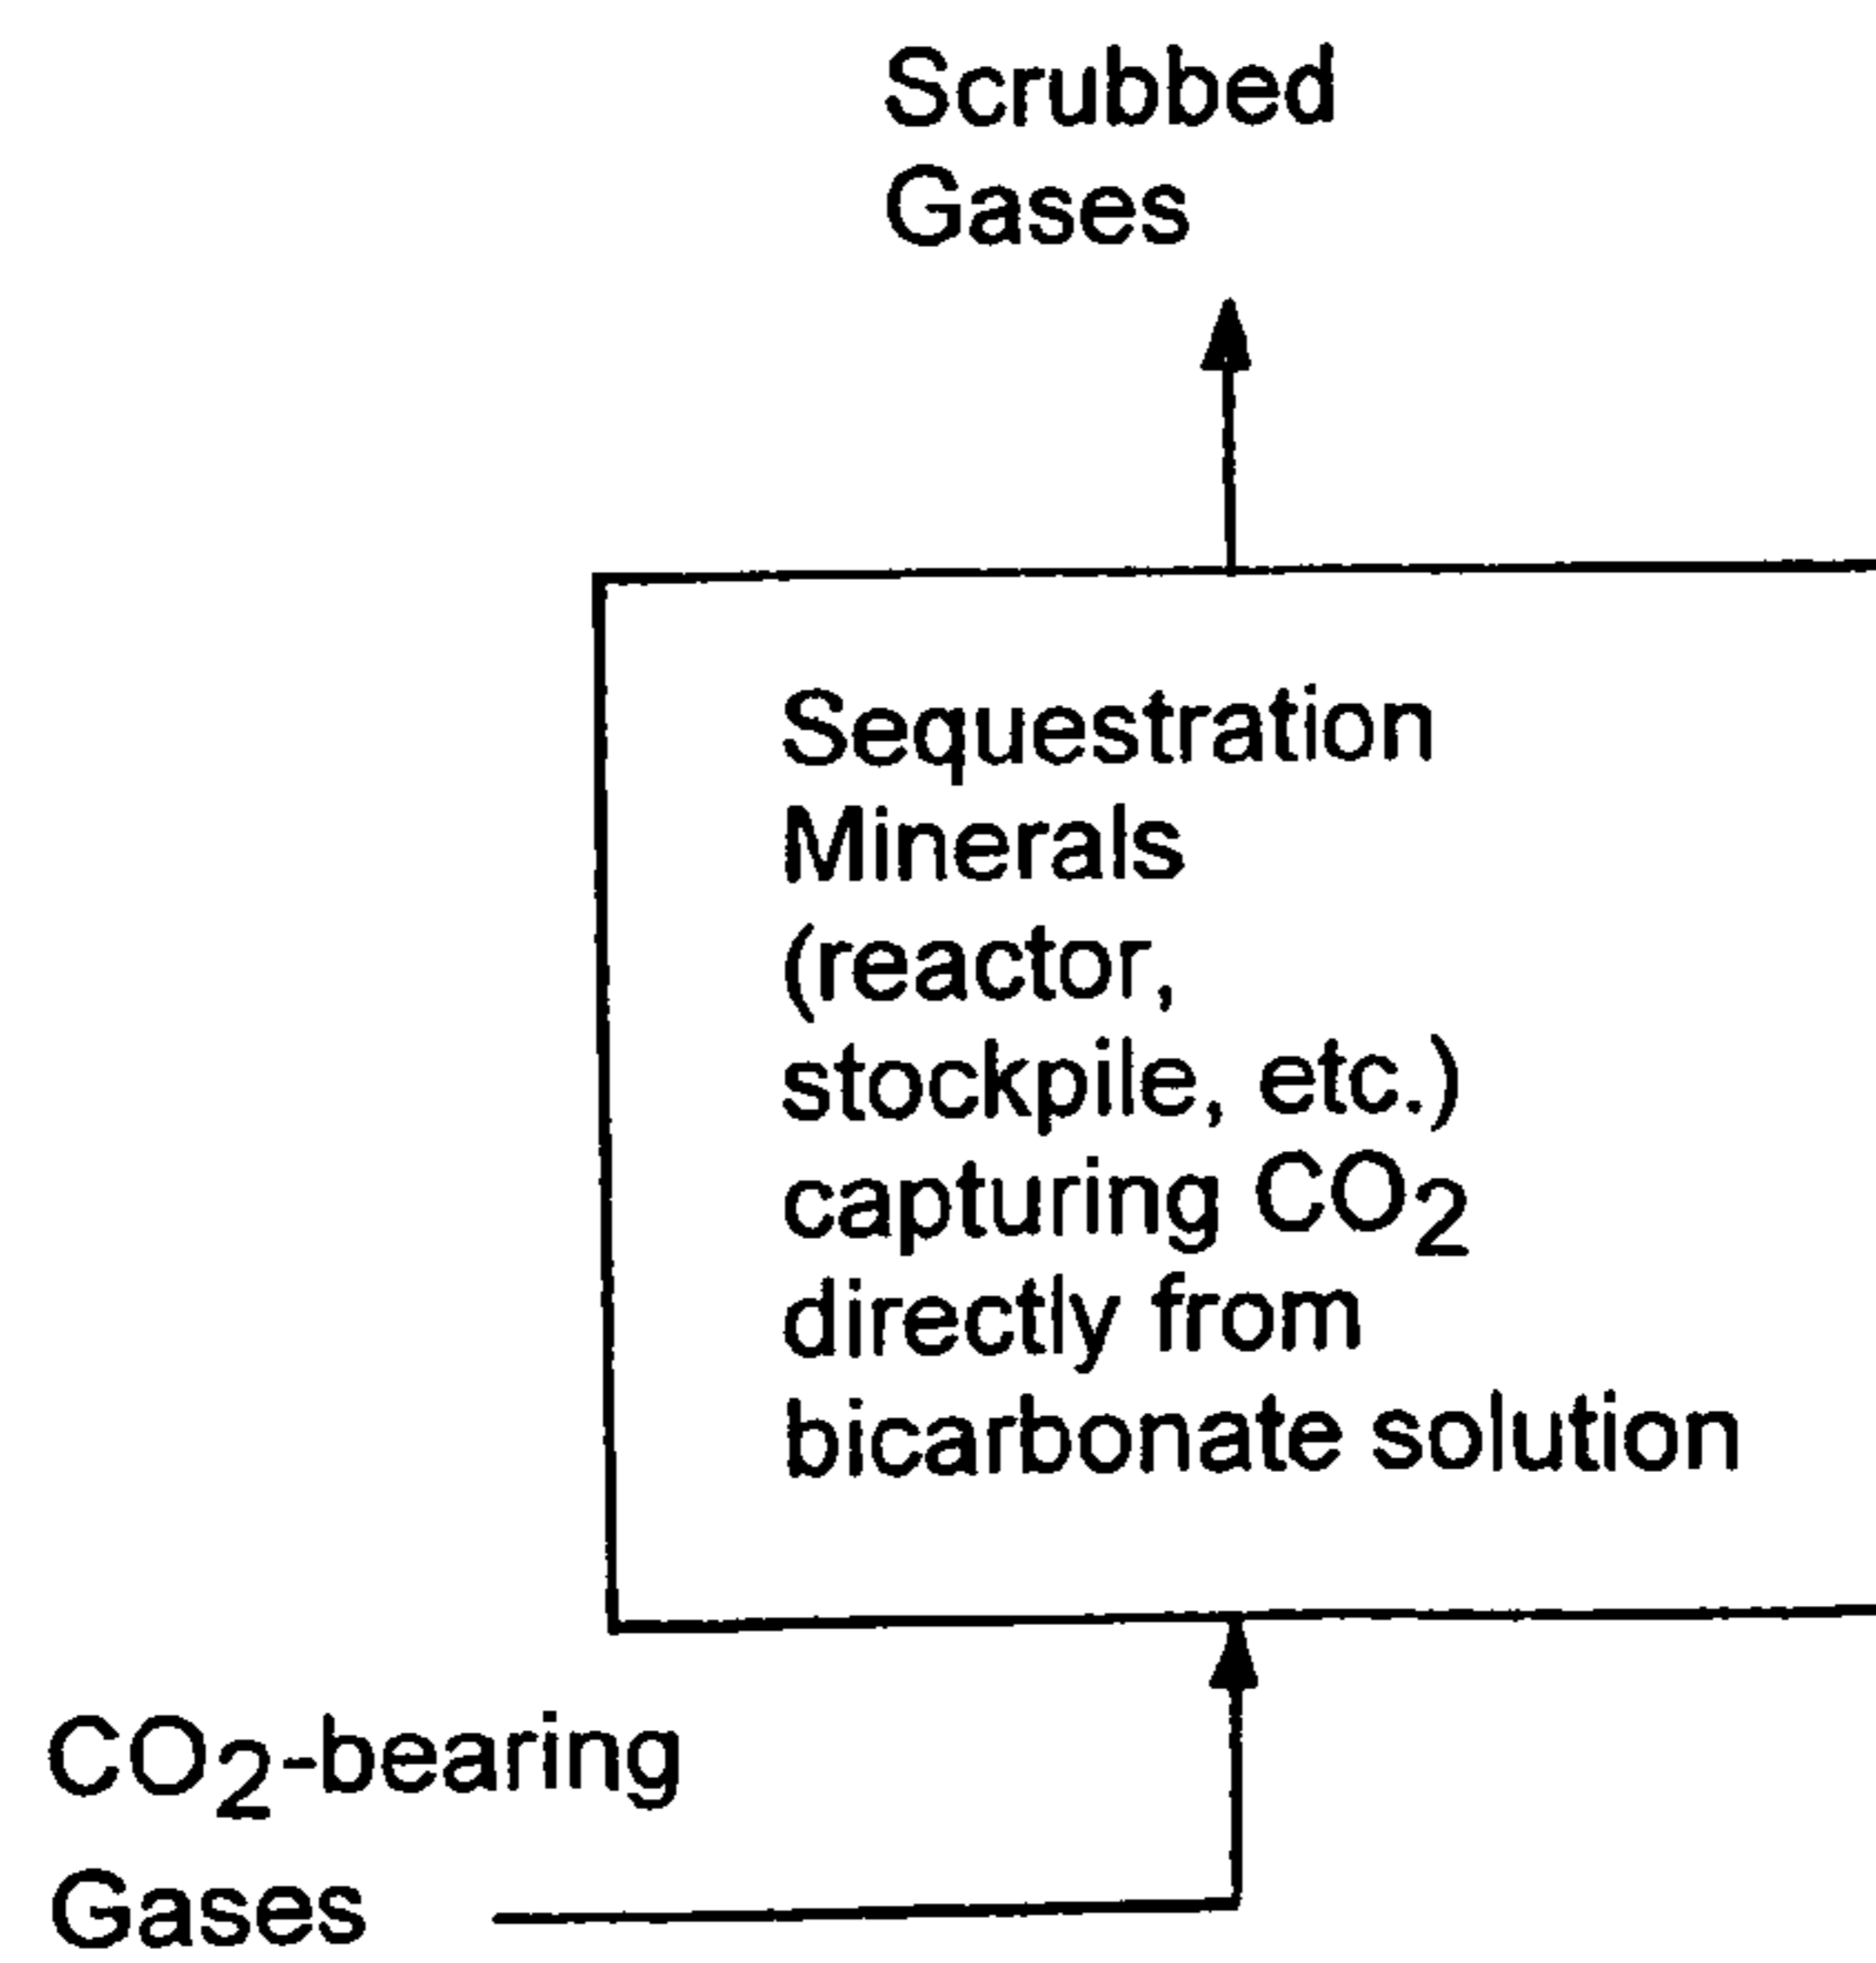 Scrubbed
Gases
Sequestration
Minerals
(reactor,
stockpile, etc.)
capturing CO2
directly from
bicarbonate solution
CO2-bearing
Gases